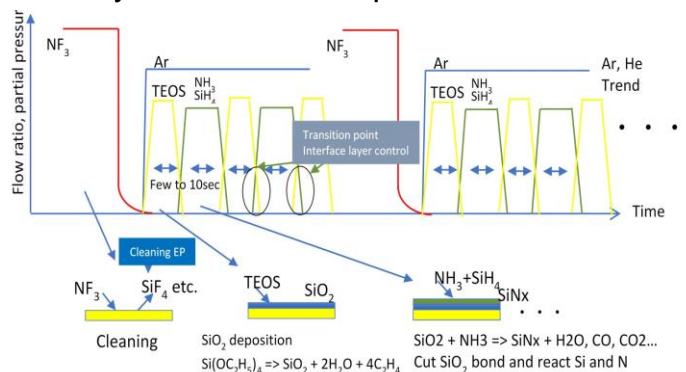 Flow ratio, partial pressur
NF3
Ar
TEOS
NH3
SiH4
Transition point
Interface layer control
Few to 10sec
NF3
Ar
TEOS
NH3
SiH4
Ar, He
Trend
. . .
Time
Cleaning EP
NF3
SiF4 etc.
Cleaning
TEOS
SiO2
SiO2 deposition
Si(OC2H5)4 => SiO2 + 2H2O + 4C2H4
NH3+SiH4
SiNx
. . .
SiO2 + NH3 => SiNx + H2O, CO, CO2...
Cut SiO2 bond and react Si and N